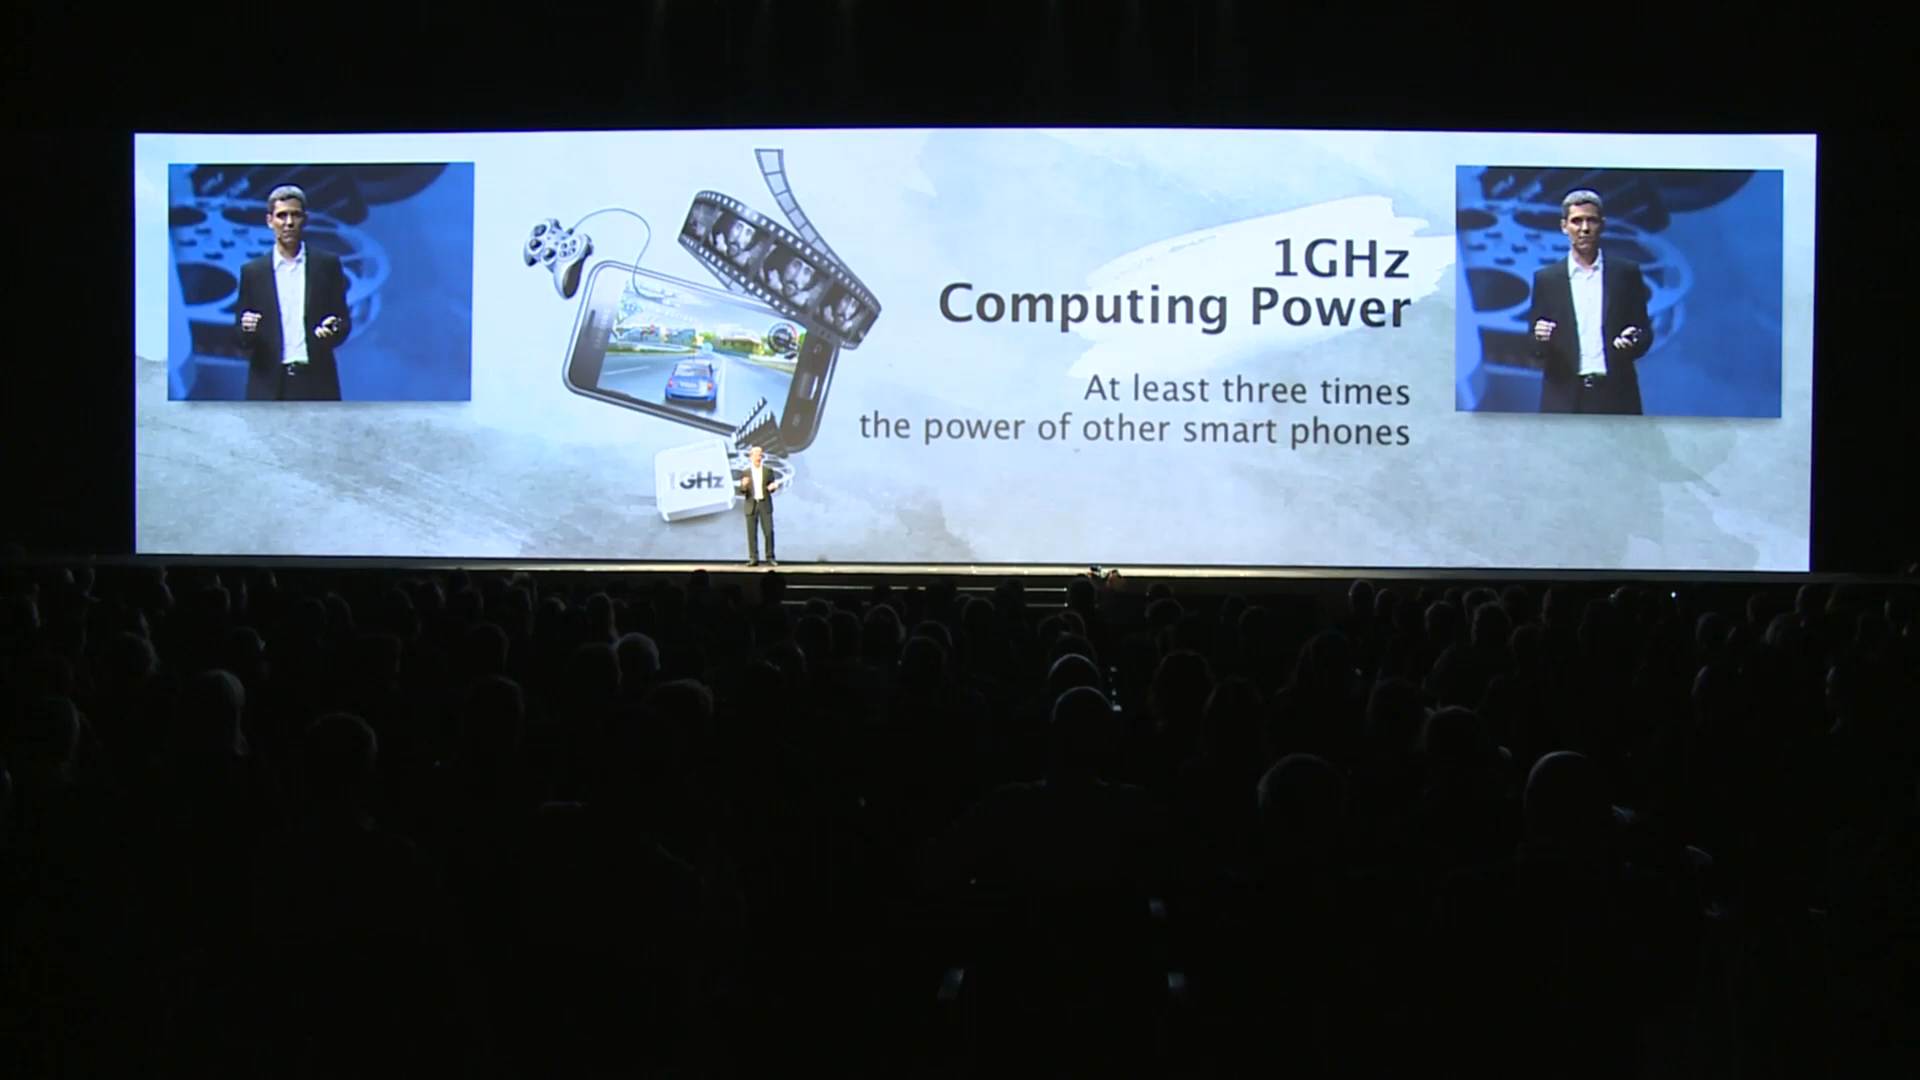 1GHz
Computing Power
At least three times
the power of other smart phones
1GHz